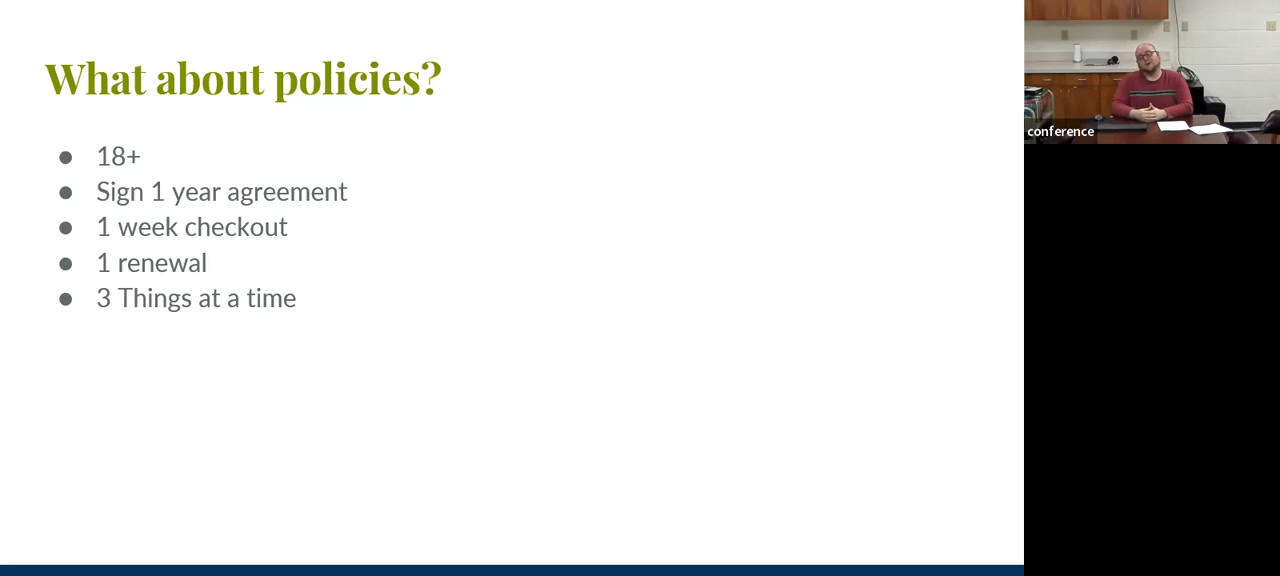 What about policies?
18+
Sign 1 year agreement
1 week checkout
1 renewal
3 Things at a time
conference